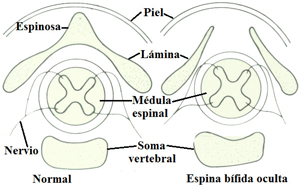 Piel
Espinosa
Lámina
Médula
espinal
Nervio
Soma
vertebral
Normal
Espina bífida oculta